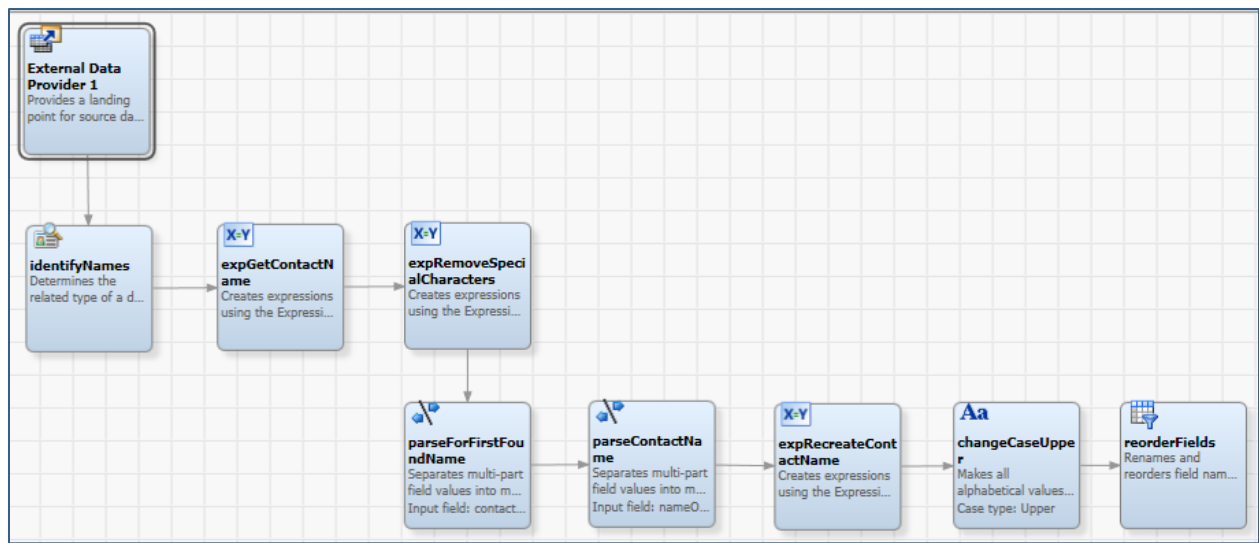 External Data
Provider 1
Provides a landing
point for source da...
identifyNames
Determines the
related type of a d...
X=Y
expGetContactN
ame
Creates expressions
using the Expressi...
X=Y
expRemoveSpeci
alCharacters
Creates expressions
using the Expressi...
parseForFirstFou
ndName
Separates multi-part
field values into m...
Input field: contact...
parseContactNa
me
Separates multi-part
field values into m...
Input field: nameO...
X=Y
expRecreateCont
actName
Creates expressions
using the Expressi...
Aa
changeCaseUppe
r
Makes all
alphabetical values...
Case type: Upper
reorderFields
Renames and
reorders field nam...